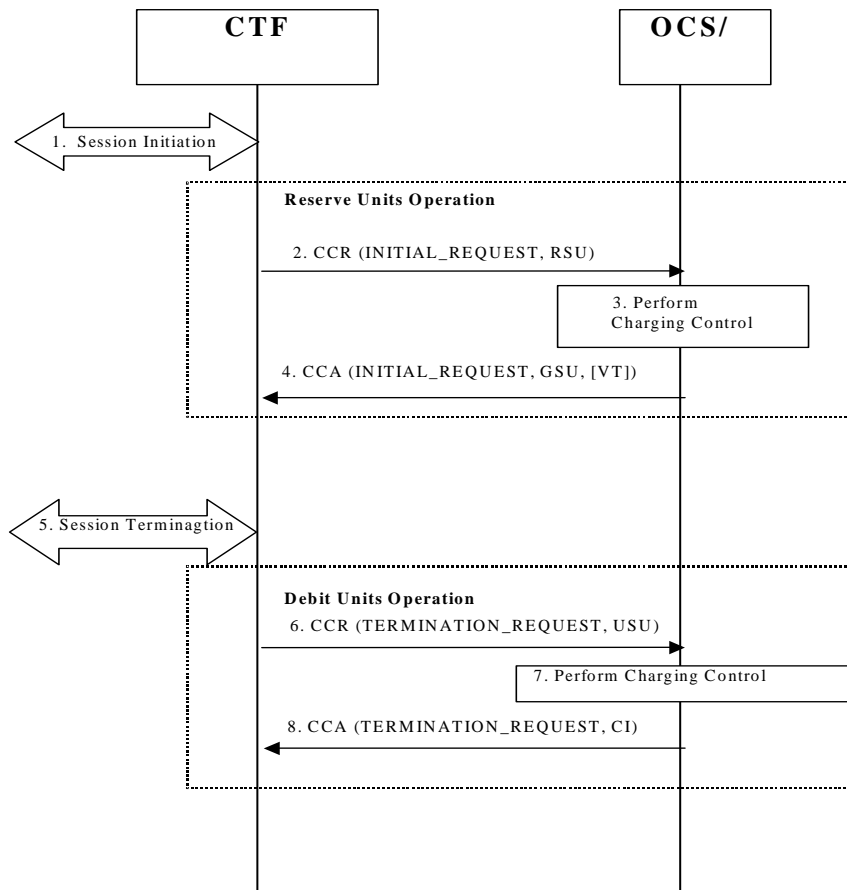 CTF
OCS/
1. Session Initiation
Reserve Units Operation
2. CCR (INITIAL_REQUEST, RSU)
3. Perform
Charging Control
4. CCA (INITIAL_REQUEST, GSU, [VT])
5. Session Terminagtion
Debit Units Operation
6. CCR (TERMINATION_REQUEST, USU)
7. Perform Charging Control
8. CCA (TERMINATION_REQUEST, CI)